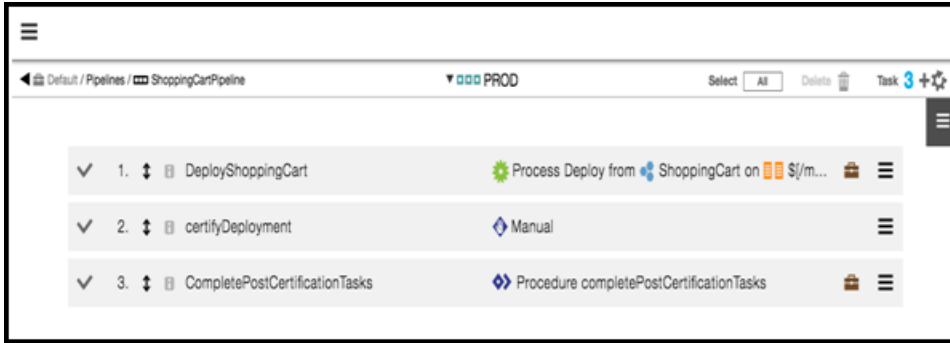 Default / Pipelines / ShoppingCartPipeline PROD Select All Delete Task 3
1. DeployShoppingCart Process Deploy from ShoppingCart on $[/m...
2. certifyDeployment Manual
3. CompletePostCertificationTasks Procedure completePostCertificationTasks